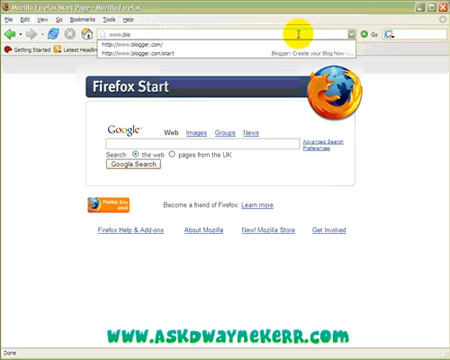 Mozilla Firefox Start Page - Mozilla Firefox
File Edit View Go Bookmarks Tools Help
www.blo
Go
http://www.blogger.com/
http://www.blogger.com/start Blogger: Create your Blog Now -...
Getting Started Latest Headlines
Firefox Start
Google
Web Images Groups News
Advanced Search
Preferences
Search: the web pages from the UK
Google Search
Become a friend of Firefox. Learn more.
Firefox Help & Add-ons About Mozilla New! Mozilla Store Get Involved
www.ASKDWAYNEKERR.com
Done